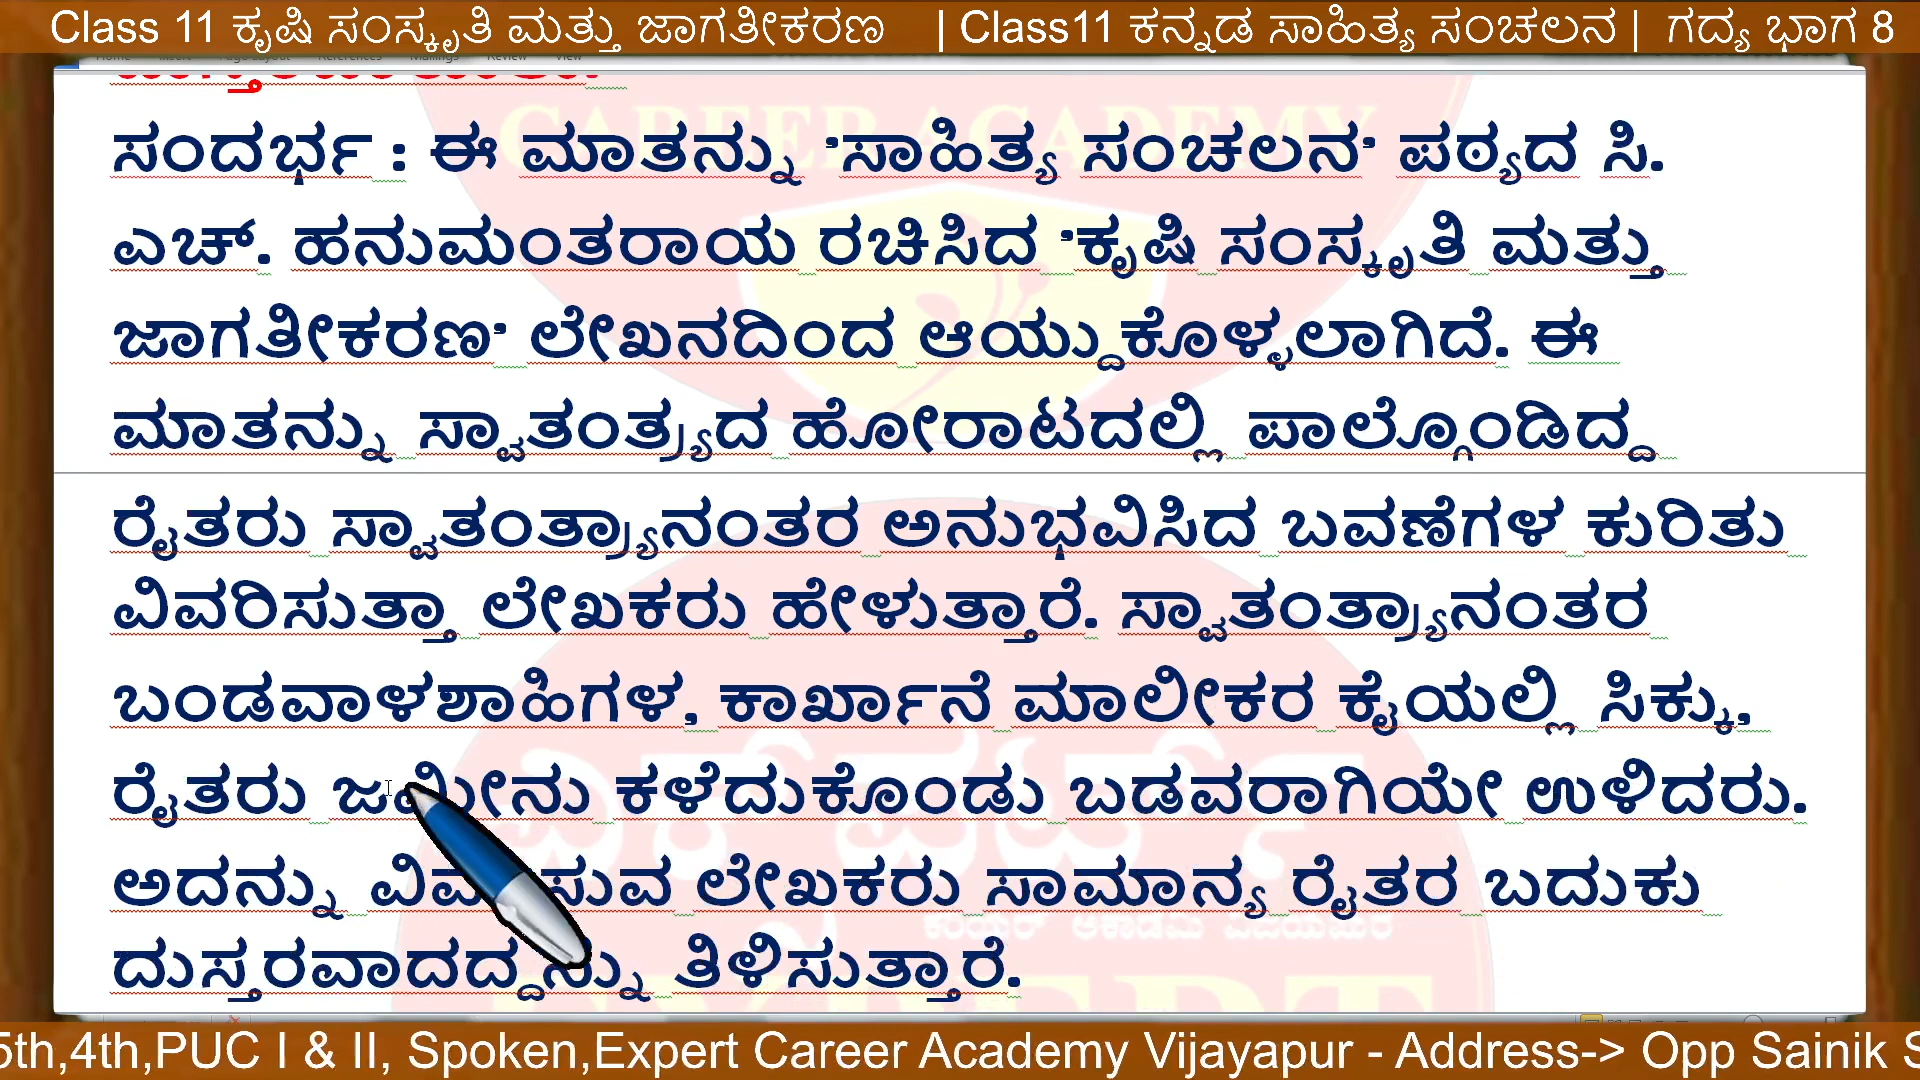 Class 11 ಕೃಷಿ ಸಂಸ್ಕೃತಿ ಮತ್ತು ಜಾಗತೀಕರಣ | Class11 ಕನ್ನಡ ಸಾಹಿತ್ಯ ಸಂಚಲನ | ಗದ್ಯ ಭಾಗ 8
CAREER ACADEMY
ಸಂದರ್ಭ : ಈ ಮಾತನ್ನು 'ಸಾಹಿತ್ಯ ಸಂಚಲನ' ಪಠ್ಯದ ಸಿ.
ಎಚ್. ಹನುಮಂತರಾಯ ರಚಿಸಿದ 'ಕೃಷಿ ಸಂಸ್ಕೃತಿ ಮತ್ತು
ಜಾಗತೀಕರಣ' ಲೇಖನದಿಂದ ಆಯ್ದುಕೊಳ್ಳಲಾಗಿದೆ. ಈ
ಮಾತನ್ನು ಸ್ವಾತಂತ್ರ್ಯದ ಹೋರಾಟದಲ್ಲಿ ಪಾಲ್ಗೊಂಡಿದ್ದ
ರೈತರು ಸ್ವಾತಂತ್ರ್ಯಾನಂತರ ಅನುಭವಿಸಿದ ಬವಣೆಗಳ ಕುರಿತು
ವಿವರಿಸುತ್ತಾ ಲೇಖಕರು ಹೇಳುತ್ತಾರೆ. ಸ್ವಾತಂತ್ರ್ಯಾನಂತರ
ಬಂಡವಾಳಶಾಹಿಗಳ, ಕಾರ್ಖಾನೆ ಮಾಲೀಕರ ಕೈಯಲ್ಲಿ ಸಿಕ್ಕು,
ರೈತರು ಜಮೀನು ಕಳೆದುಕೊಂಡು ಬಡವರಾಗಿಯೇ ಉಳಿದರು.
ಅದನ್ನು ಲೇಖಕರು ಸಾಮಾನ್ಯ ರೈತರ ಬದುಕು
ದುಸ್ತರವಾದದ್ದನ್ನು ತಿಳಿಸುತ್ತಾರೆ.
5th,4th,PUC I & II, Spoken,Expert Career Academy Vijayapur - Address-> Opp Sainik S